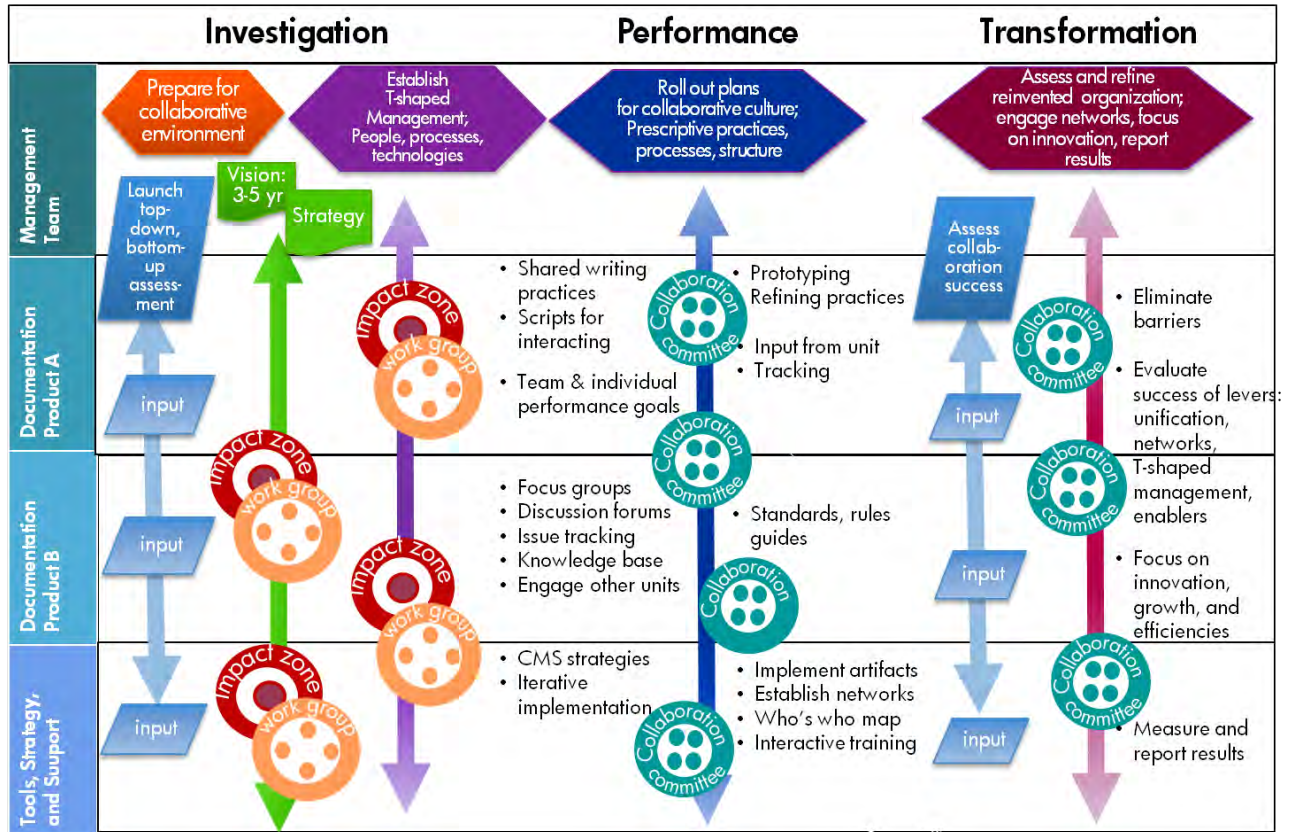 Investigation
Performance
Transformation
Management
Team
Prepare for
collaborative
environment
Establish
T-shaped
Management;
People, processes,
technologies
Roll out plans
for collaborative culture;
Prescriptive practices,
processes, structure
Assess and refine
reinvented organization;
engage networks, focus
on innovation, report
results
Launch
top-
down,
bottom-
up
assess-
ment
Vision:
3-5 yr
Strategy
Assess
collab-
oration
success
Documentation
Product A
input
Impact zone
work group
• Shared writing
practices
• Scripts for
interacting
• Team & individual
performance goals
Collaboration
committee
• Prototyping
Refining practices
• Input from unit
• Tracking
input
Collaboration
committee
• Eliminate
barriers
• Evaluate
success of levers:
unification,
networks,
T-shaped
management,
enablers
Documentation
Product B
input
Impact zone
work group
Impact zone
work group
• Focus groups
• Discussion forums
• Issue tracking
• Knowledge base
• Engage other units
Collaboration
committee
• Standards, rules
guides
Collaboration
committee
input
Collaboration
committee
• Focus on
innovation,
growth, and
efficiencies
Tools, Strategy,
and Support
input
Impact zone
work group
• CMS strategies
• Iterative
implementation
Collaboration
committee
• Implement artifacts
• Establish networks
• Who's who map
• Interactive training
input
Collaboration
committee
• Measure and
report results